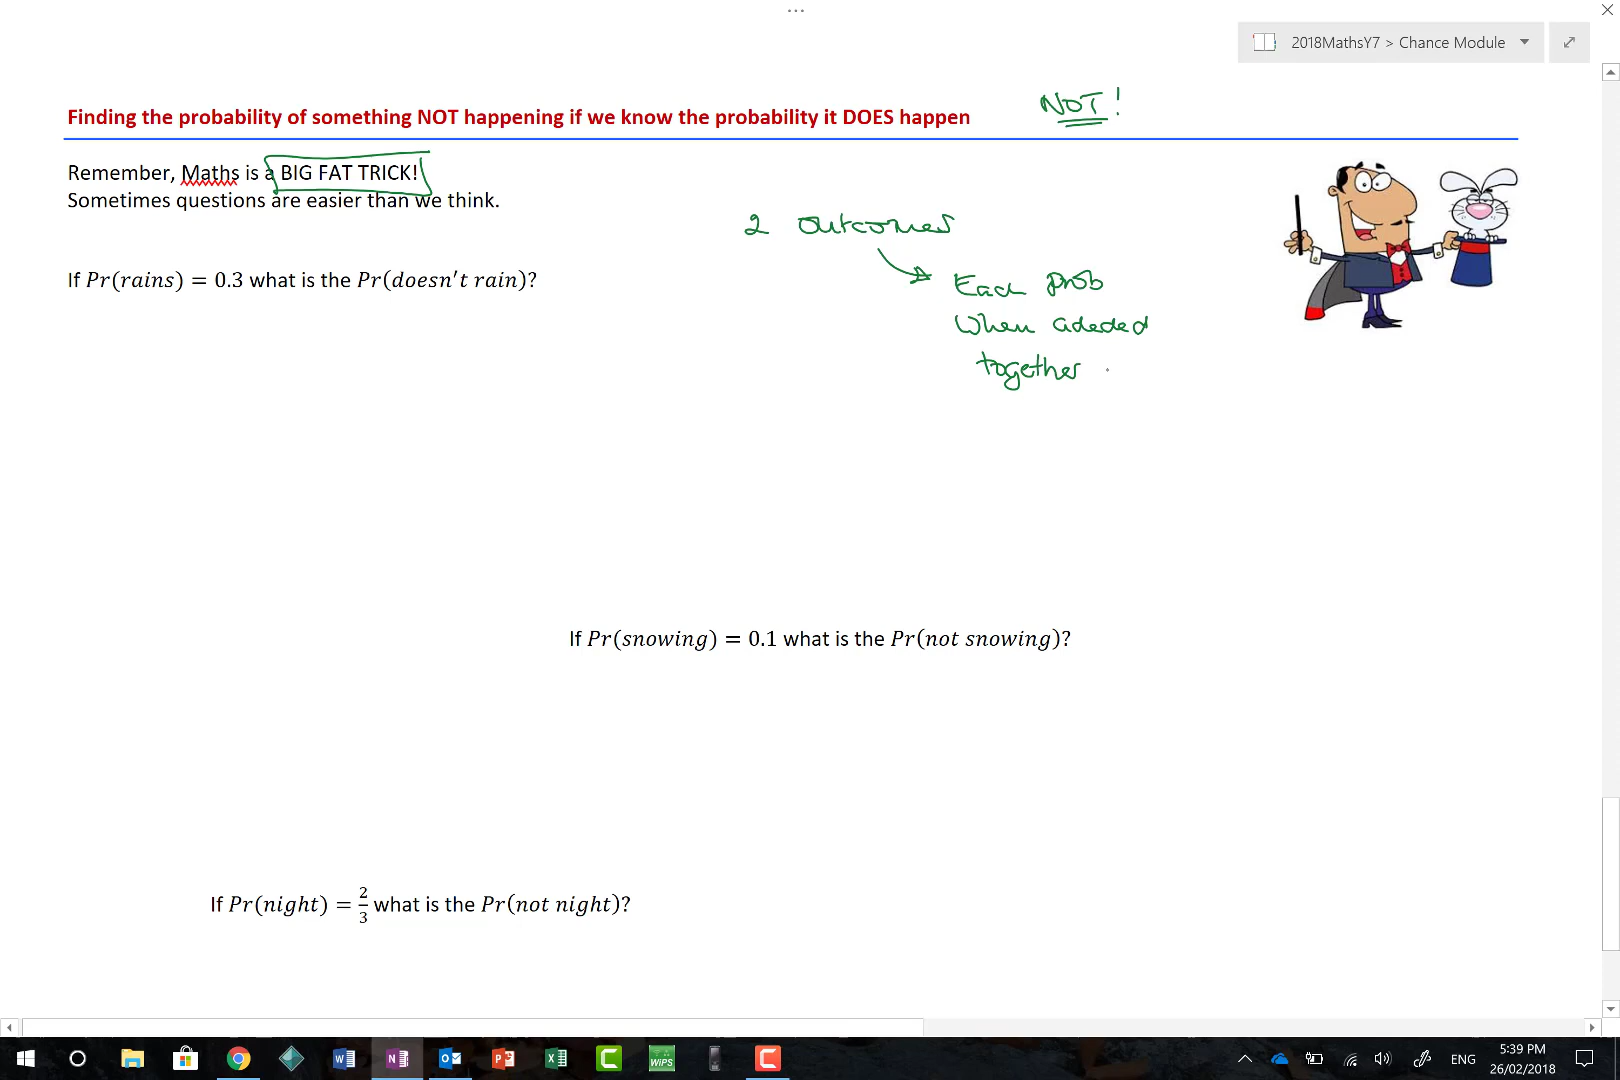 2018MathsY7 > Chance Module
Finding the probability of something NOT happening if we know the probability it DOES happen
NOT!
Remember, Maths is a BIG FAT TRICK!
Sometimes questions are easier than we think.
2 outcomes
If Pr(rains) = 0.3 what is the Pr(doesn't rain)?
Each prob
when adeded
together
If Pr(snowing) = 0.1 what is the Pr(not snowing)?
If Pr(night) = 2/3 what is the Pr(not night)?
WiPS
ENG
5:39 PM
26/02/2018